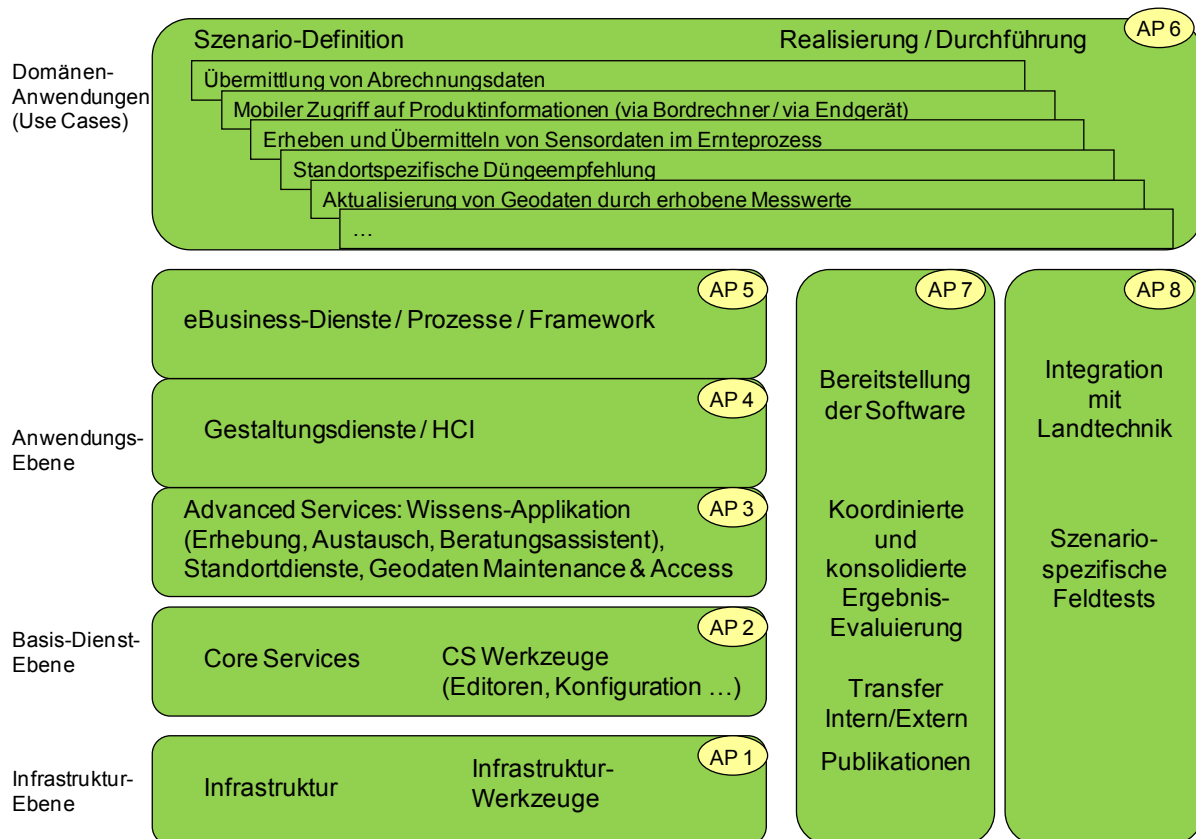 Szenario-Definition
Realisierung / Durchführung
AP 6
Domänen-
Anwendungen
(Use Cases)
Übermittlung von Abrechnungsdaten
Mobiler Zugriff auf Produktinformationen (via Bordrechner / via Endgerät)
Erheben und Übermitteln von Sensordaten im Ernteprozess
Standortspezifische Düngeempfehlung
Aktualisierung von Geodaten durch erhobene Messwerte
…
AP 5
eBusiness-Dienste / Prozesse / Framework
Anwendungs-
Ebene
AP 4
Gestaltungsdienste / HCI
AP 3
Advanced Services: Wissens-Applikation
(Erhebung, Austausch, Beratungsassistent),
Standortdienste, Geodaten Maintenance & Access
Basis-Dienst-
Ebene
AP 2
Core Services
CS Werkzeuge
(Editoren, Konfiguration …)
Infrastruktur-
Ebene
AP 1
Infrastruktur
Infrastruktur-
Werkzeuge
AP 7
Bereitstellung
der Software
Koordinierte
und
konsolidierte
Ergebnis-
Evaluierung
Transfer
Intern/Extern
Publikationen
AP 8
Integration
mit
Landtechnik
Szenario-
spezifische
Feldtests